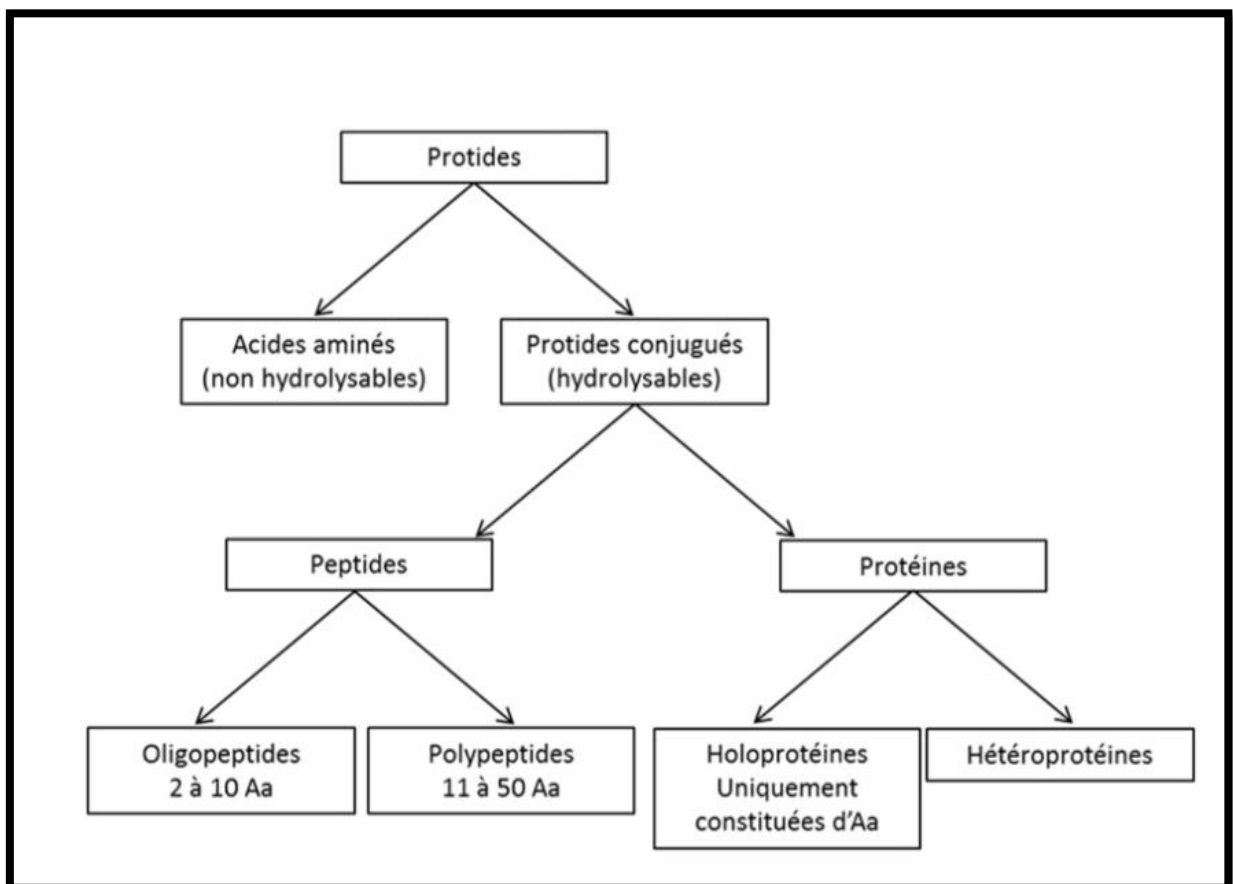 Protides
Acides aminés
(non hydrolysables)
Protides conjugués
(hydrolysables)
Peptides
Protéines
Oligopeptides
2 à 10 Aa
Polypeptides
11 à 50 Aa
Holoprotéines
Uniquement
constituées d'Aa
Hétéroprotéines